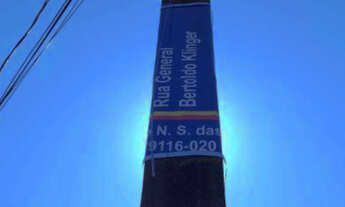 Rua General
Bertoldo Klinger
N. S. das
9116-020